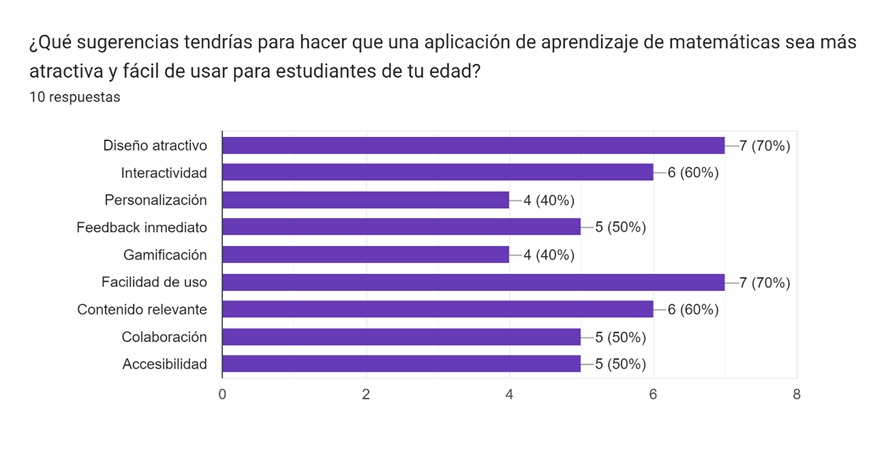 ¿Qué sugerencias tendrías para hacer que una aplicación de aprendizaje de matemáticas sea más
atractiva y fácil de usar para estudiantes de tu edad?
10 respuestas
Diseño atractivo 7 (70%)
Interactividad 6 (60%)
Personalización 4 (40%)
Feedback inmediato 5 (50%)
Gamificación 4 (40%)
Facilidad de uso 7 (70%)
Contenido relevante 6 (60%)
Colaboración 5 (50%)
Accesibilidad 5 (50%)
0 2 4 6 8